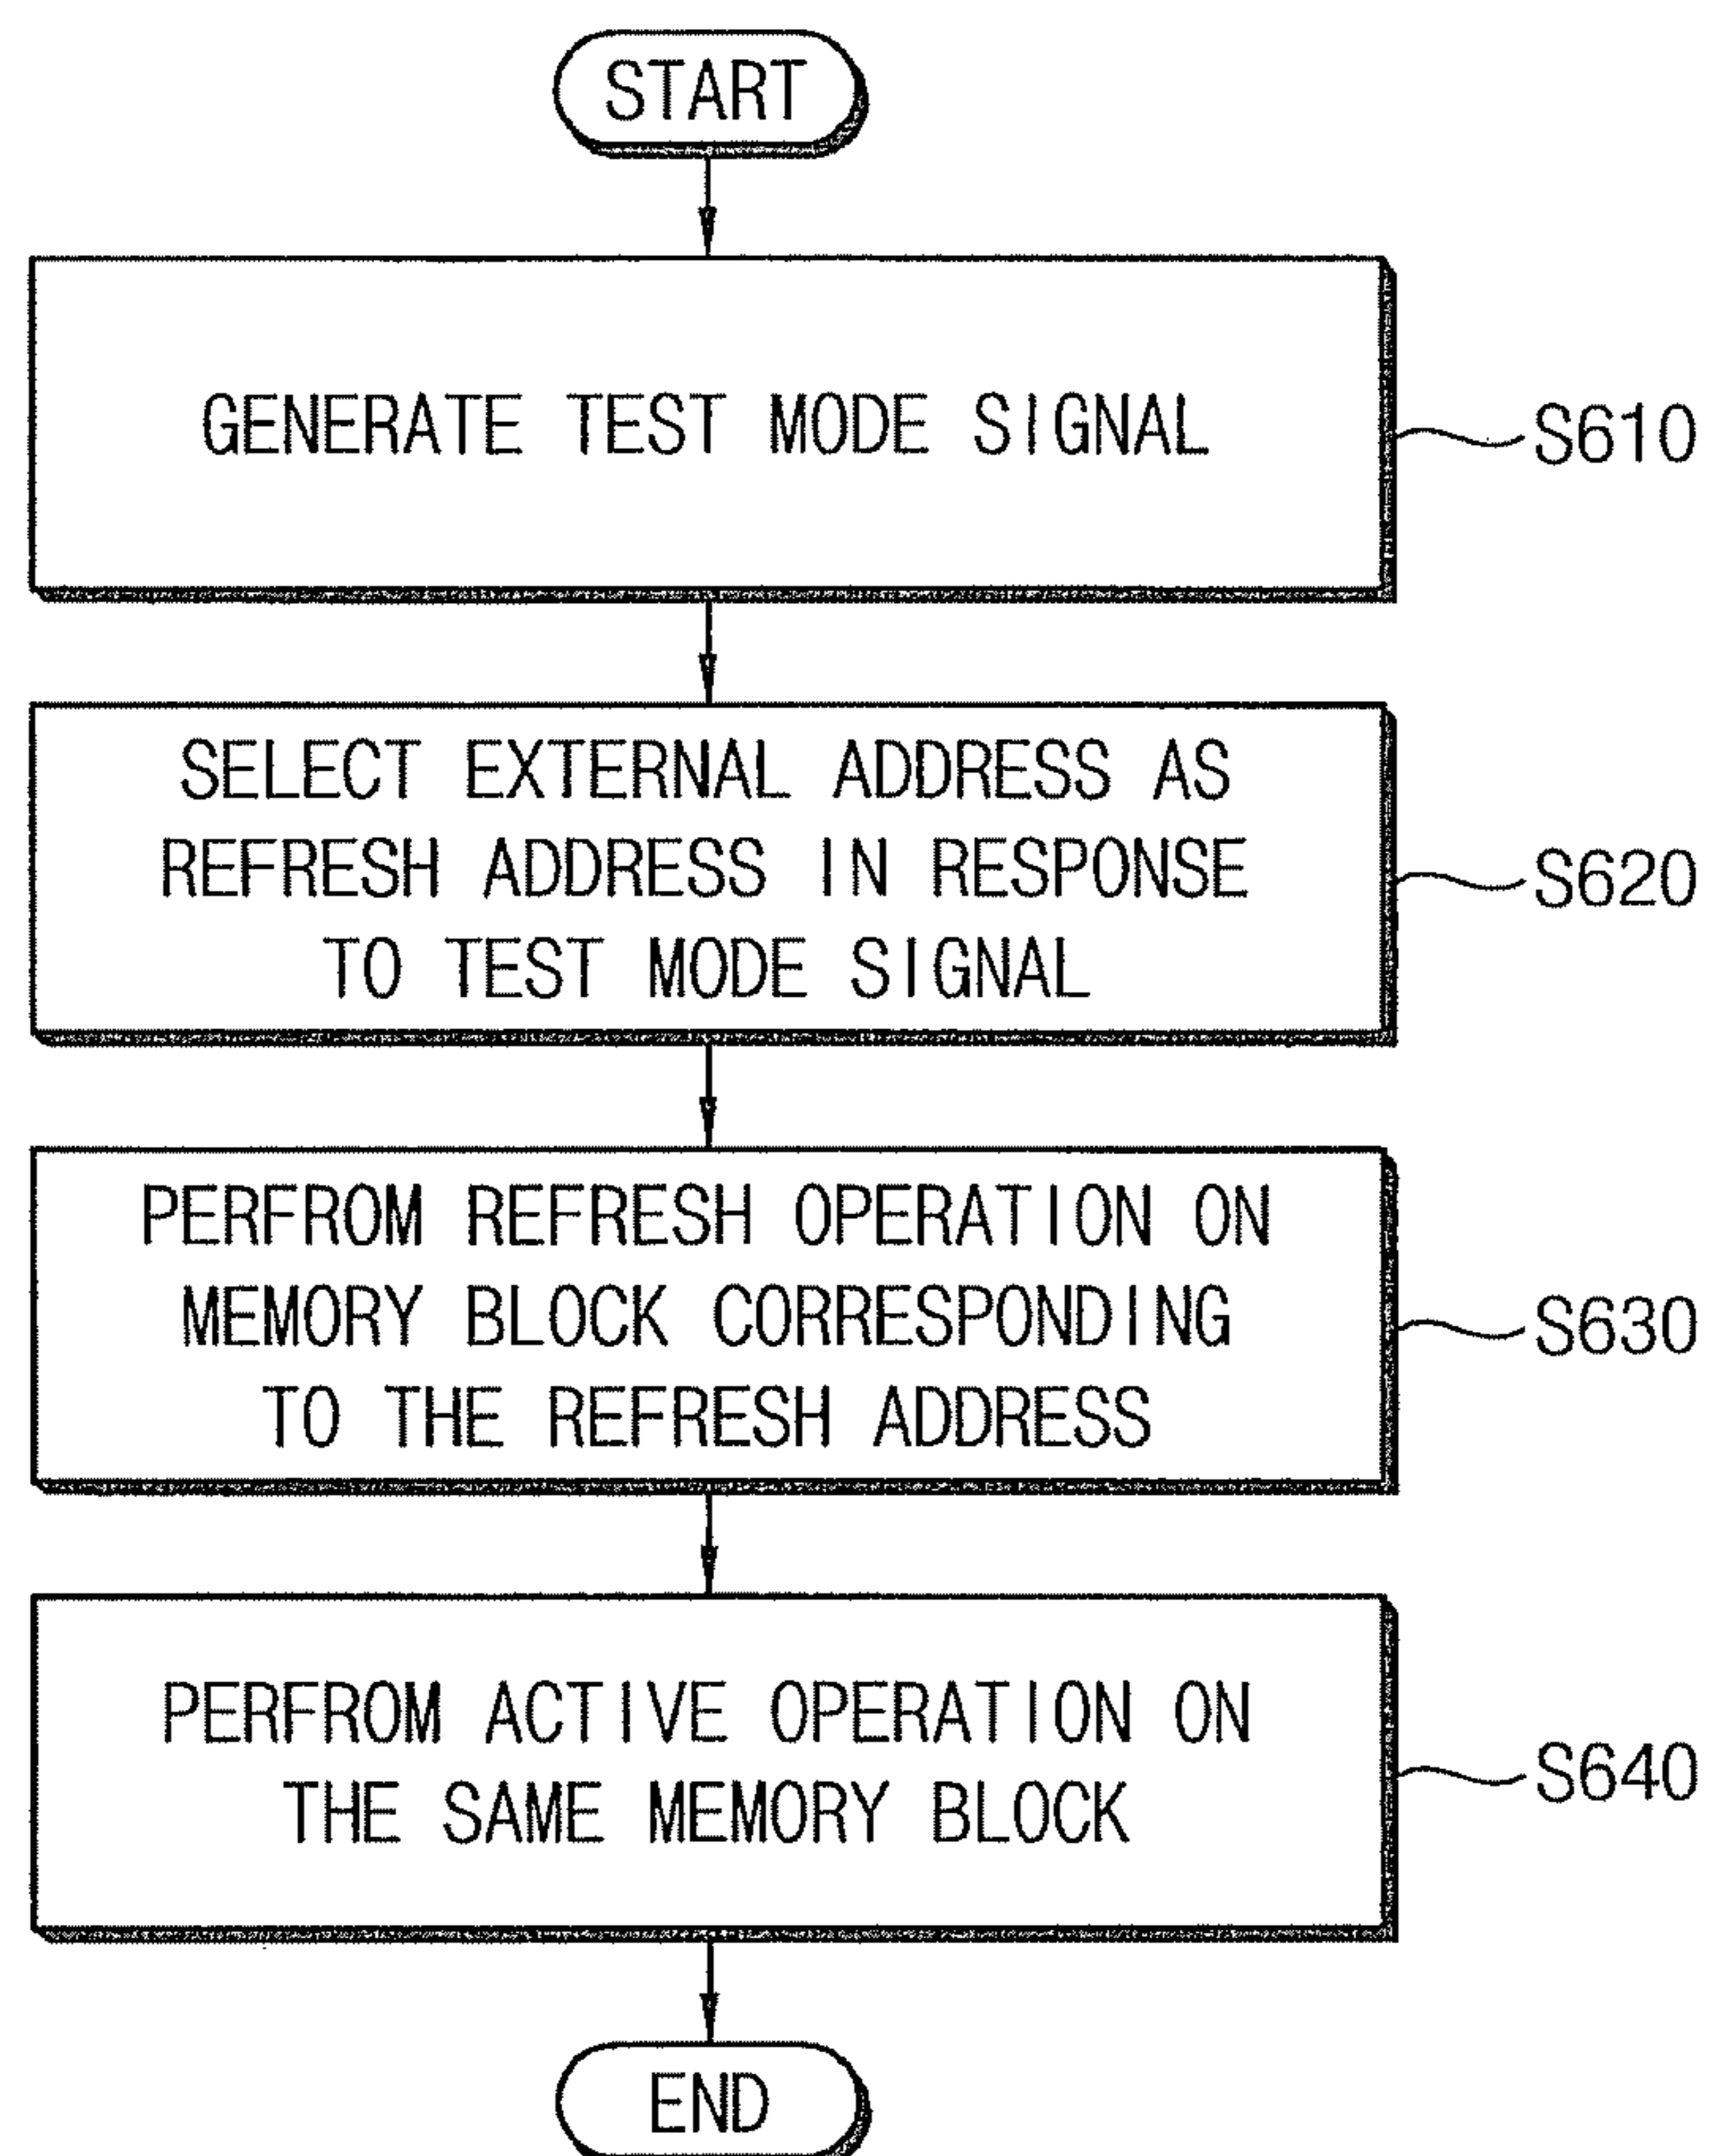 START
GENERATE TEST MODE SIGNAL
S610
SELECT EXTERNAL ADDRESS AS
REFRESH ADDRESS IN RESPONSE
TO TEST MODE SIGNAL
S620
PERFROM REFRESH OPERATION ON
MEMORY BLOCK CORRESPONDING
TO THE REFRESH ADDRESS
S630
PERFROM ACTIVE OPERATION ON
THE SAME MEMORY BLOCK
S640
END